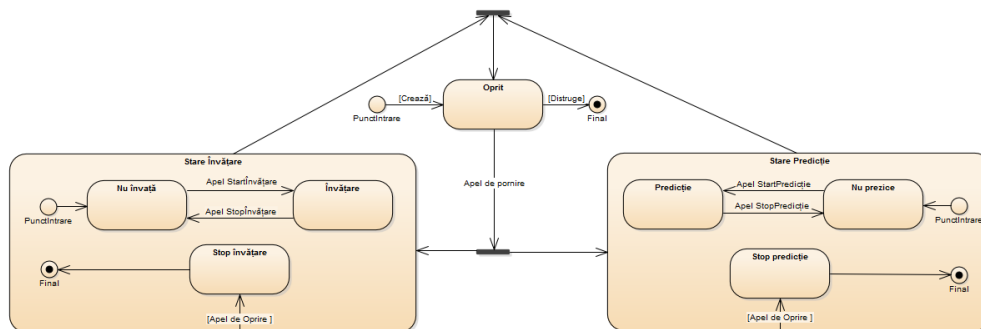 Oprit
[Crează]
[Distruge]
PunctIntrare
Final
Apel de pornire
Stare Învățare
Nu învață
Apel StartÎnvățare
Învățare
Apel StopÎnvățare
PunctIntrare
Stop învățare
Final
[Apel de Oprire ]
Stare Predicție
Predicție
Apel StartPredicție
Nu prezice
Apel StopPredicție
PunctIntrare
Stop predicție
Final
[Apel de Oprire ]